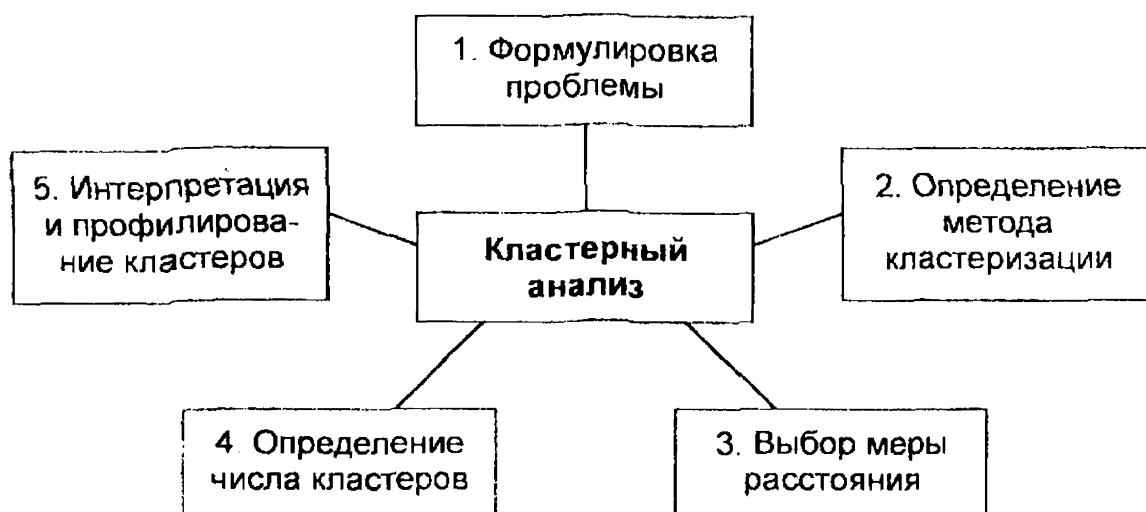 1. Формулировка
проблемы
5. Интерпретация
и профилирова-
ние кластеров
2. Определение
метода
кластеризации
Кластерный
анализ
4. Определение
числа кластеров
3. Выбор меры
расстояния